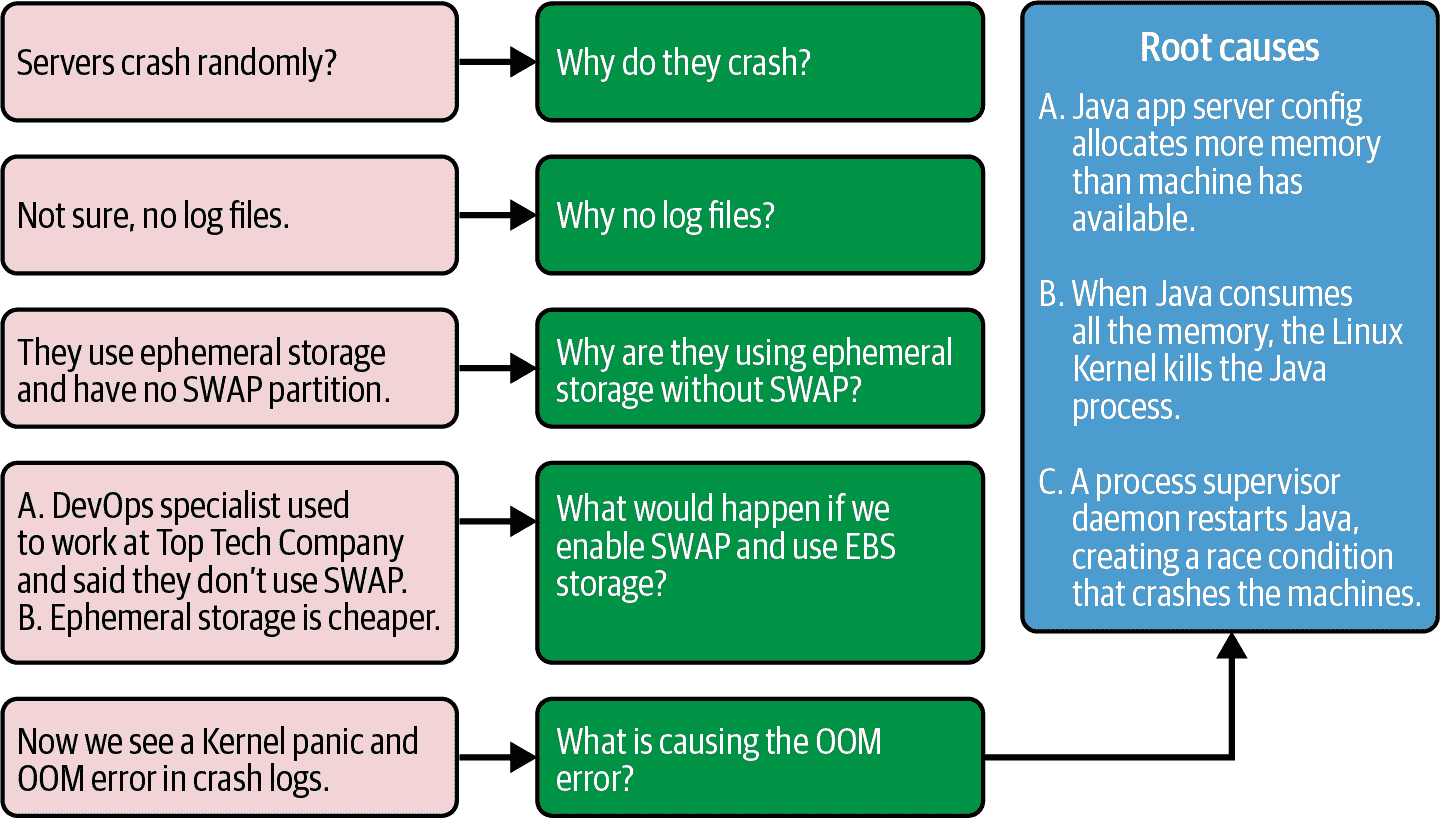 Servers crash randomly?
Why do they crash?
Not sure, no log files.
Why no log files?
They use ephemeral storage
and have no SWAP partition.
Why are they using ephemeral
storage without SWAP?
A. DevOps specialist used
to work at Top Tech Company
and said they don’t use SWAP.
B. Ephemeral storage is cheaper.
What would happen if we
enable SWAP and use EBS
storage?
Now we see a Kernel panic and
OOM error in crash logs.
What is causing the OOM
error?
Root causes
A. Java app server config
allocates more memory
than machine has
available.
B. When Java consumes
all the memory, the Linux
Kernel kills the Java
process.
C. A process supervisor
daemon restarts Java,
creating a race condition
that crashes the machines.